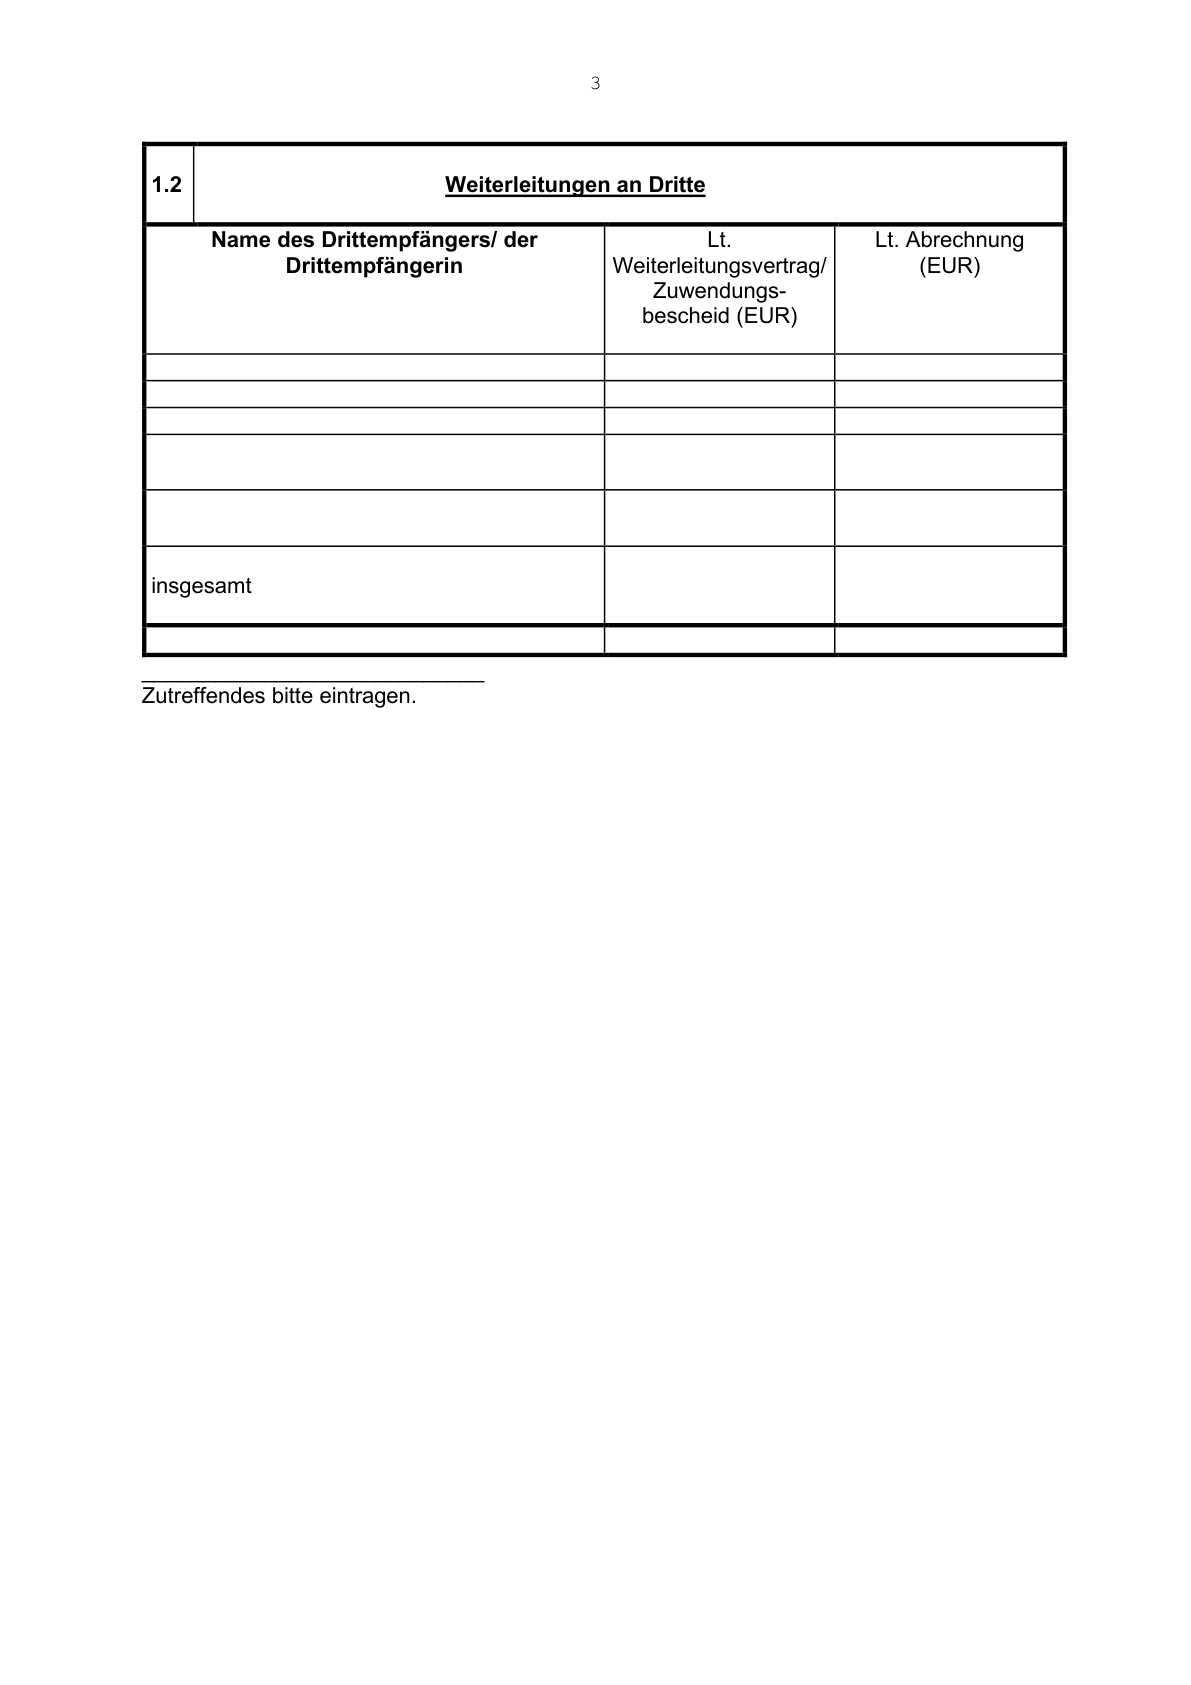 3
1.2 Weiterleitungen an Dritte
Name des Drittempfängers/ der
Drittempfängerin
Lt.
Weiterleitungsvertrag/
Zuwendungs-
bescheid (EUR)
Lt. Abrechnung
(EUR)
insgesamt
Zutreffendes bitte eintragen.